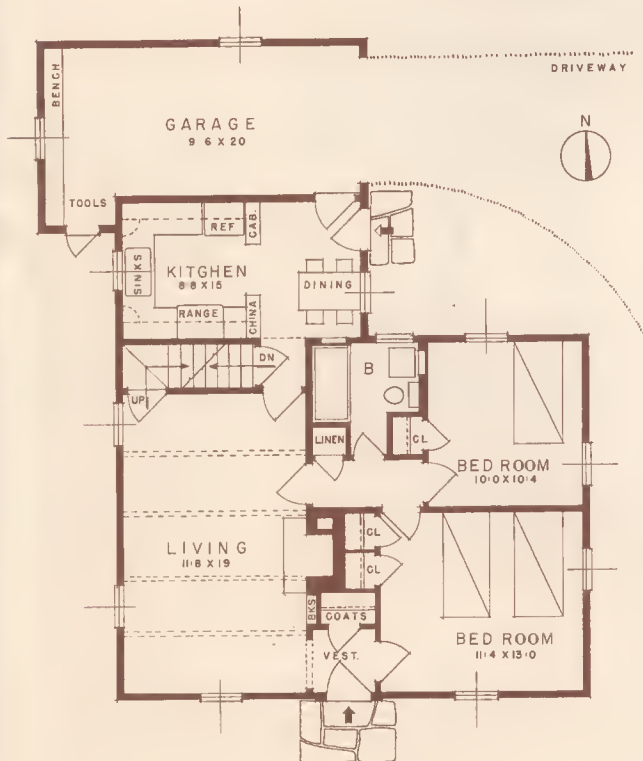 DRIVEWAY
BENCH
GARAGE
9 6 X 20
N
TOOLS
REF
CAB.
SINKS
KITCHEN
8·8 X 15
DINING
RANGE
CHINA
DN
UP
B
LINEN
CL
BED ROOM
10·0 X 10·4
LIVING
11·8 X 19
CL
CL
BKS
COATS
BED ROOM
11·4 X 13·0
VEST.